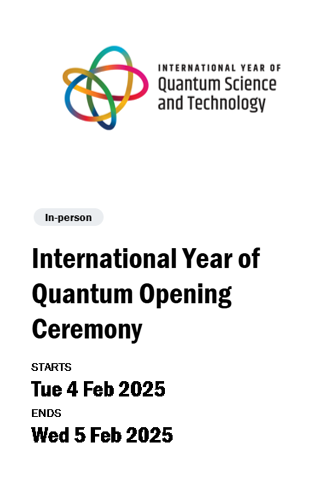 INTERNATIONAL YEAR OF
Quantum Science
and Technology
In-person
International Year of
Quantum Opening
Ceremony
STARTS
Tue 4 Feb 2025
ENDS
Wed 5 Feb 2025